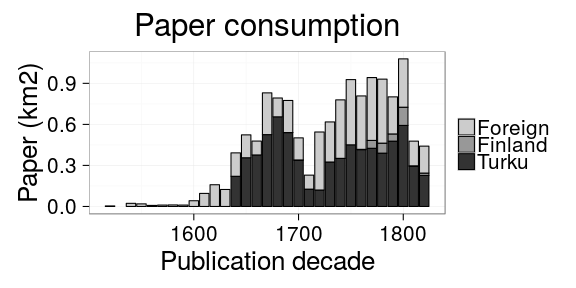 Paper consumption
Paper (km2)
0.9
0.6
0.3
0.0
1600 1700 1800
Publication decade
Foreign
Finland
Turku